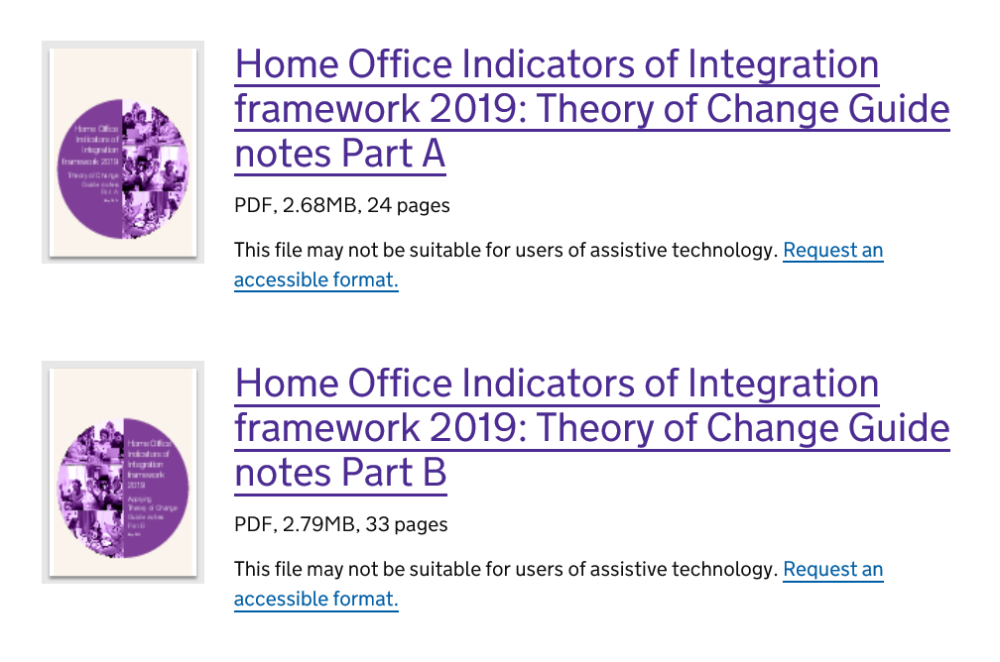 Home Office
Indicators of
Integration
framework 2019
Theory of Change
Guide notes
Part A
Home Office Indicators of Integration
framework 2019: Theory of Change Guide
notes Part A
PDF, 2.68MB, 24 pages
This file may not be suitable for users of assistive technology. Request an
accessible format.
Home Office
Indicators of
Integration
framework
2019
Applying
Theory of Change
Guide notes
Part B
Home Office Indicators of Integration
framework 2019: Theory of Change Guide
notes Part B
PDF, 2.79MB, 33 pages
This file may not be suitable for users of assistive technology. Request an
accessible format.